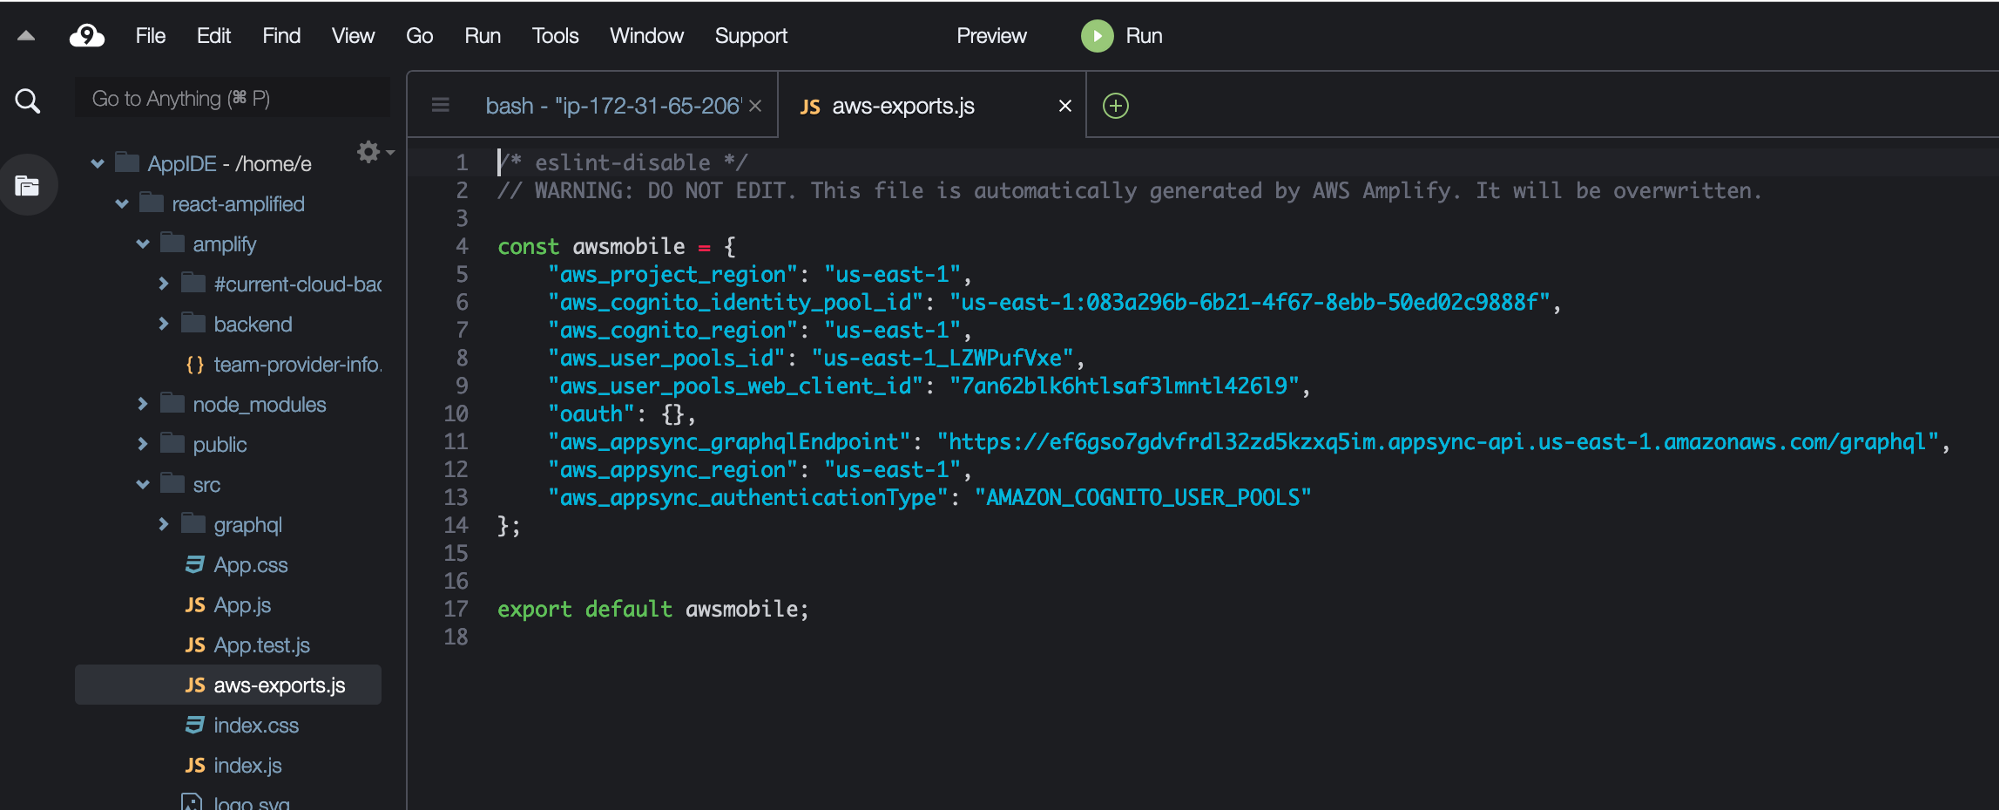 File Edit Find View Go Run Tools Window Support Preview Run
Go to Anything (⌘ P)
AppIDE - /home/e
react-amplified
amplify
#current-cloud-bac
backend
{} team-provider-info.
node_modules
public
src
graphql
App.css
JS App.js
JS App.test.js
JS aws-exports.js
index.css
JS index.js
logo.svg
bash - "ip-172-31-65-206" × JS aws-exports.js ×
1 /* eslint-disable */
2 // WARNING: DO NOT EDIT. This file is automatically generated by AWS Amplify. It will be overwritten.
3
4 const awsmobile = {
5 "aws_project_region": "us-east-1",
6 "aws_cognito_identity_pool_id": "us-east-1:083a296b-6b21-4f67-8ebb-50ed02c9888f",
7 "aws_cognito_region": "us-east-1",
8 "aws_user_pools_id": "us-east-1_LZWPufVxe",
9 "aws_user_pools_web_client_id": "7an62blk6htlsaf3lmntl426l9",
10 "oauth": {},
11 "aws_appsync_graphqlEndpoint": "https://ef6gso7gdvfrdl32zd5kzxq5im.appsync-api.us-east-1.amazonaws.com/graphql",
12 "aws_appsync_region": "us-east-1",
13 "aws_appsync_authenticationType": "AMAZON_COGNITO_USER_POOLS"
14 };
15
16
17 export default awsmobile;
18